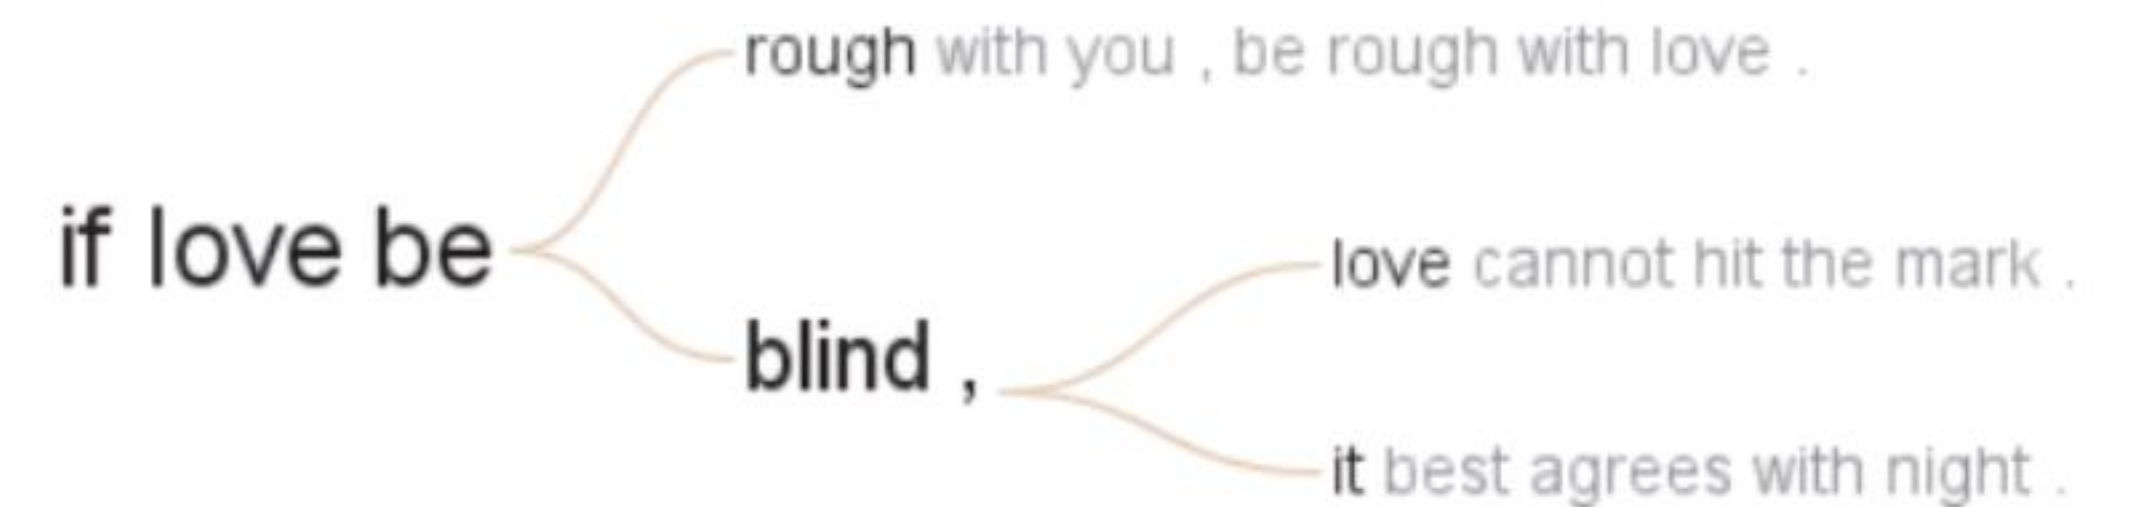 rough with you , be rough with love .
if love be
love cannot hit the mark .
blind ,
it best agrees with night .